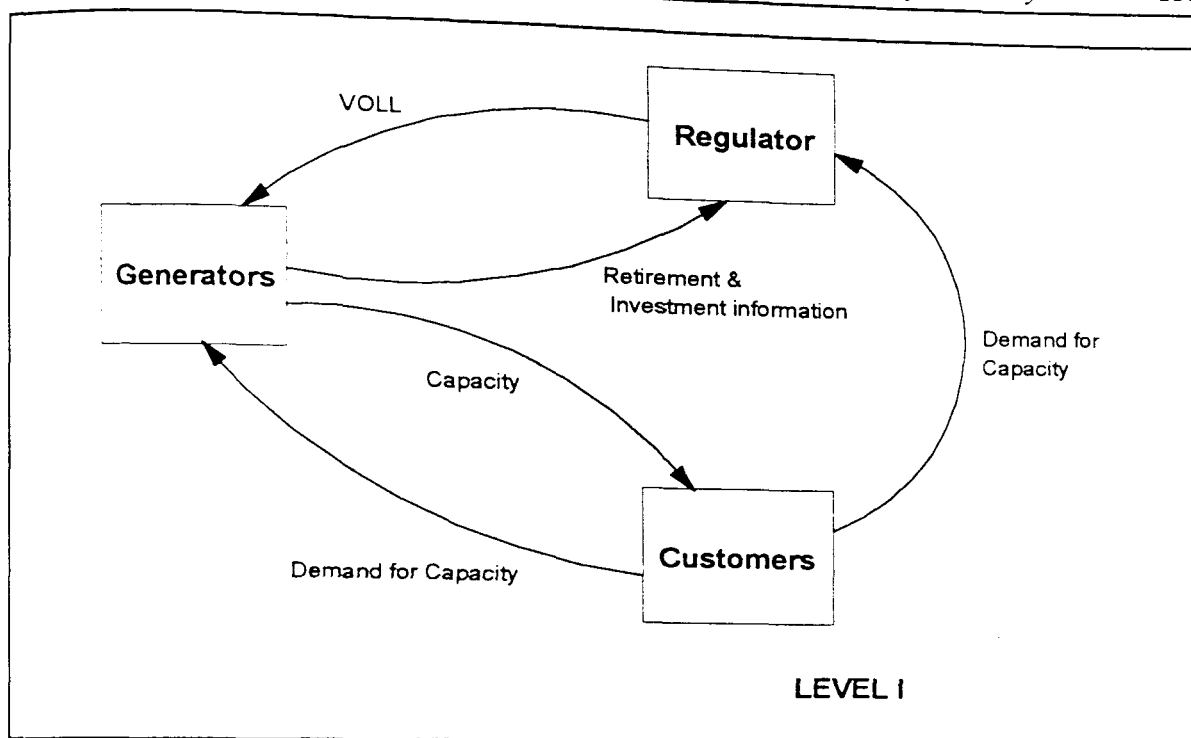 VOLL
Regulator
Generators
Retirement &
Investment information
Demand for
Capacity
Capacity
Customers
Demand for Capacity
LEVEL I